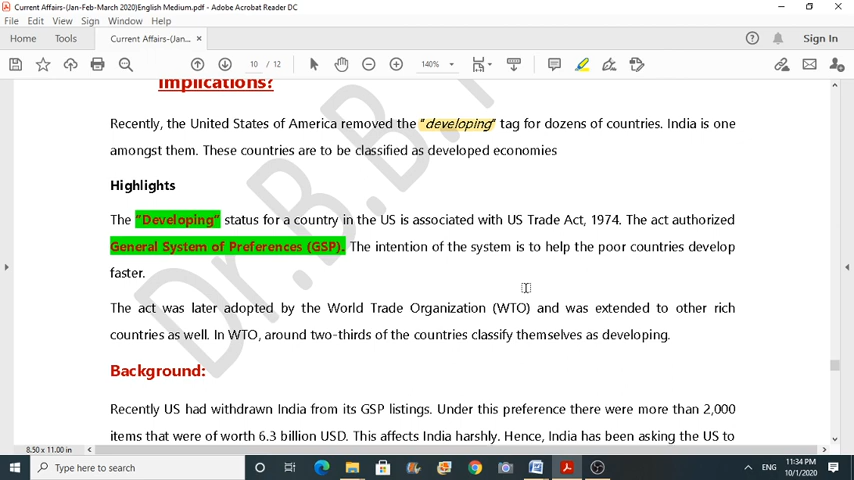 Current Affairs-(Jan-Feb-March 2020)English Medium.pdf - Adobe Acrobat Reader DC
File Edit View Sign Window Help
Home Tools Current Affairs-(Jan-... × Sign In
10 / 12 140%
Implications?
Recently, the United States of America removed the “developing” tag for dozens of countries. India is one
amongst them. These countries are to be classified as developed economies
Highlights
The “Developing” status for a country in the US is associated with US Trade Act, 1974. The act authorized
General System of Preferences (GSP). The intention of the system is to help the poor countries develop
faster.
The act was later adopted by the World Trade Organization (WTO) and was extended to other rich
countries as well. In WTO, around two-thirds of the countries classify themselves as developing.
Background:
Recently US had withdrawn India from its GSP listings. Under this preference there were more than 2,000
items that were of worth 6.3 billion USD. This affects India harshly. Hence, India has been asking the US to
Dr.B.B.
8.50 x 11.00 in
Type here to search
ENG
11:34 PM
10/1/2020